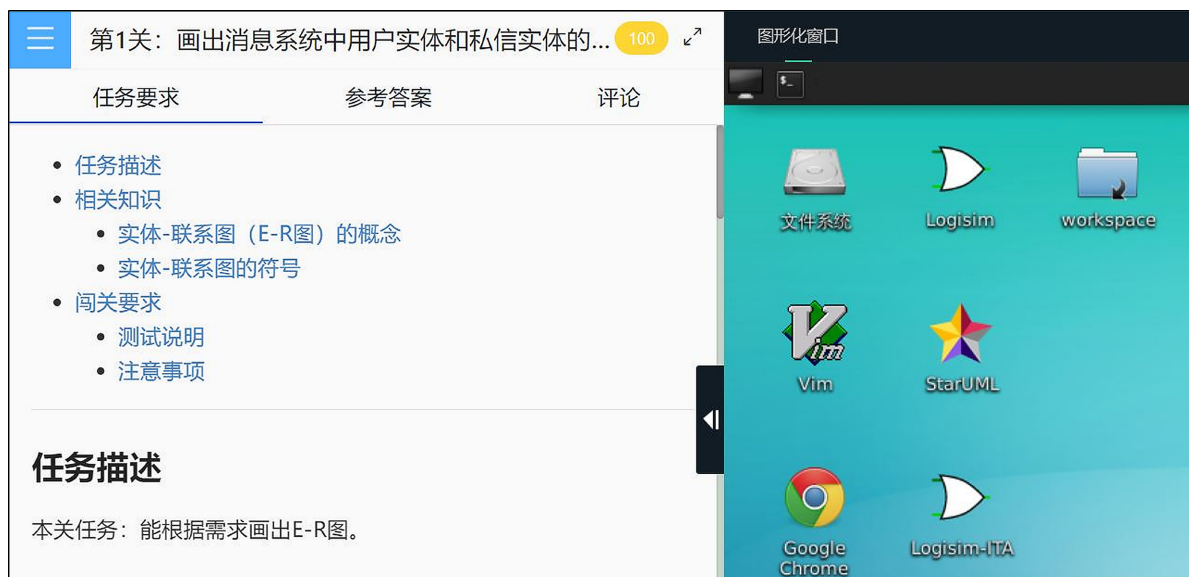 第1关：画出消息系统中用户实体和私信实体的...
100
任务要求
参考答案
评论
任务描述
相关知识
实体-联系图（E-R图）的概念
实体-联系图的符号
闯关要求
测试说明
注意事项
任务描述
本关任务：能根据需求画出E-R图。
图形化窗口
$_
文件系统
Logisim
workspace
Vim
Vim
StarUML
Google
Chrome
Logisim-ITA